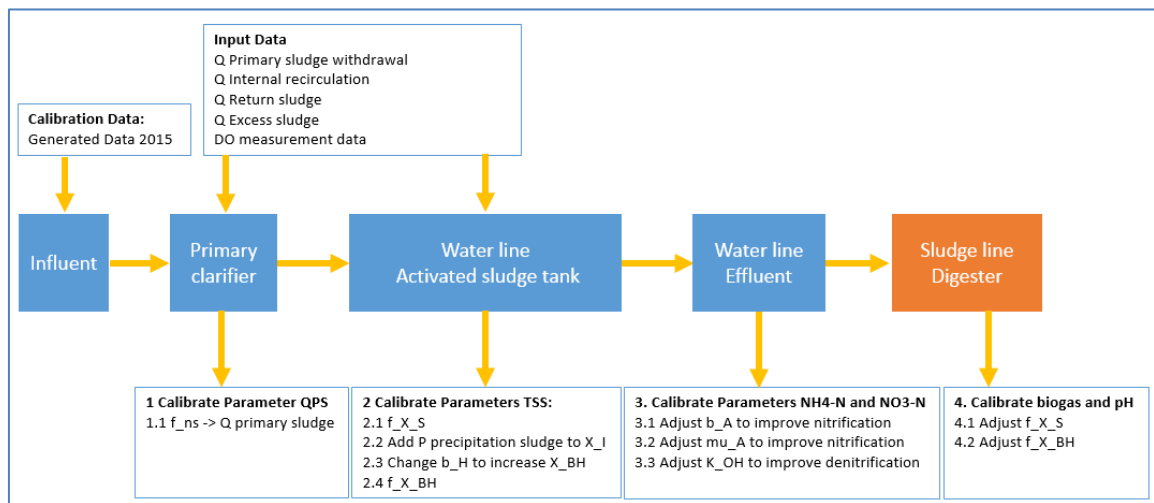 Input Data
Q Primary sludge withdrawal
Q Internal recirculation
Q Return sludge
Q Excess sludge
DO measurement data
Calibration Data:
Generated Data 2015
Influent
Primary
clarifier
Water line
Activated sludge tank
Water line
Effluent
Sludge line
Digester
1 Calibrate Parameter QPS
1.1 f_ns -> Q primary sludge
2 Calibrate Parameters TSS:
2.1 f_X_S
2.2 Add P precipitation sludge to X_I
2.3 Change b_H to increase X_BH
2.4 f_X_BH
3. Calibrate Parameters NH4-N and NO3-N
3.1 Adjust b_A to improve nitrification
3.2 Adjust mu_A to improve nitrification
3.3 Adjust K_OH to improve denitrification
4. Calibrate biogas and pH
4.1 Adjust f_X_S
4.2 Adjust f_X_BH